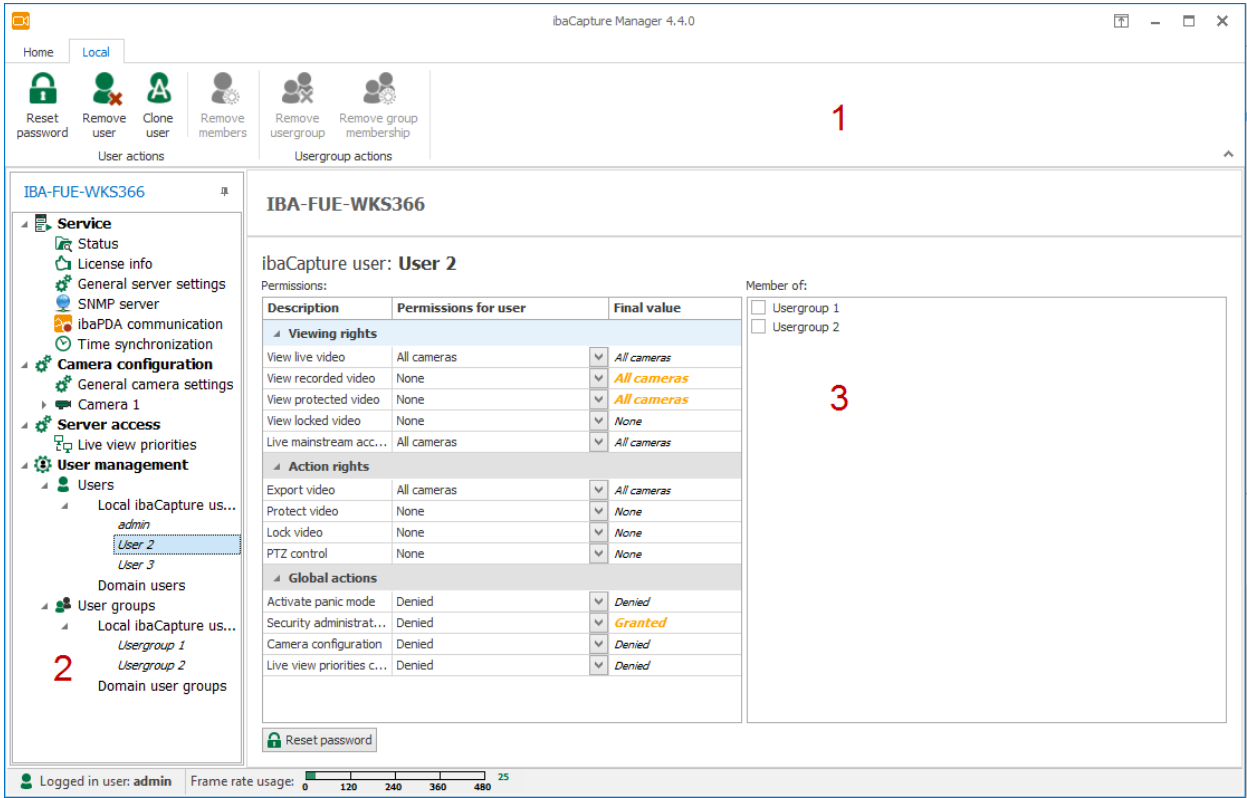 ibaCapture Manager 4.4.0
Home Local
Reset password
Remove user
Clone user
Remove members
Remove usergroup
Remove group membership
User actions
Usergroup actions
1
IBA-FUE-WKS366
Service
Status
License info
General server settings
SNMP server
ibaPDA communication
Time synchronization
Camera configuration
General camera settings
Camera 1
Server access
Live view priorities
User management
Users
Local ibaCapture us...
admin
User 2
User 3
Domain users
User groups
Local ibaCapture us...
Usergroup 1
Usergroup 2
Domain user groups
2
IBA-FUE-WKS366
ibaCapture user: User 2
Permissions:
Description Permissions for user Final value
Viewing rights
View live video All cameras All cameras
View recorded video None All cameras
View protected video None All cameras
View locked video None None
Live mainstream acc... All cameras All cameras
Action rights
Export video All cameras All cameras
Protect video None None
Lock video None None
PTZ control None None
Global actions
Activate panic mode Denied Denied
Security administrat... Denied Granted
Camera configuration Denied Denied
Live view priorities c... Denied Denied
Reset password
Member of:
Usergroup 1
Usergroup 2
3
Logged in user: admin Frame rate usage: 0 120 240 360 480 25